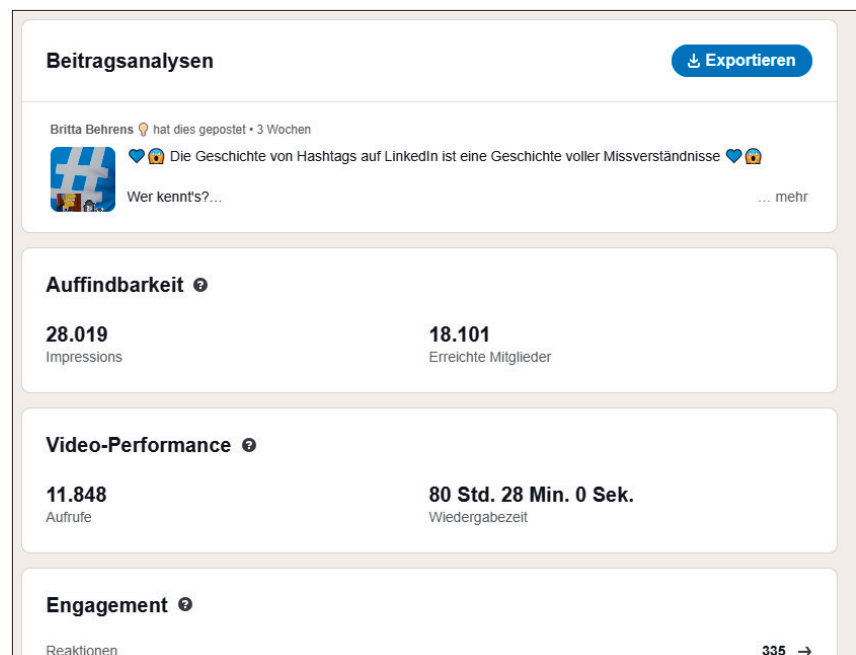 Beitragsanalysen
Exportieren
Britta Behrens hat dies gepostet • 3 Wochen
💙😱 Die Geschichte von Hashtags auf LinkedIn ist eine Geschichte voller Missverständnisse 💙😱
Wer kennt's?...
... mehr
Auffindbarkeit
28.019
18.101
Impressions
Erreichte Mitglieder
Video-Performance
11.848
80 Std. 28 Min. 0 Sek.
Aufrufe
Wiedergabezeit
Engagement
Reaktionen
335 →